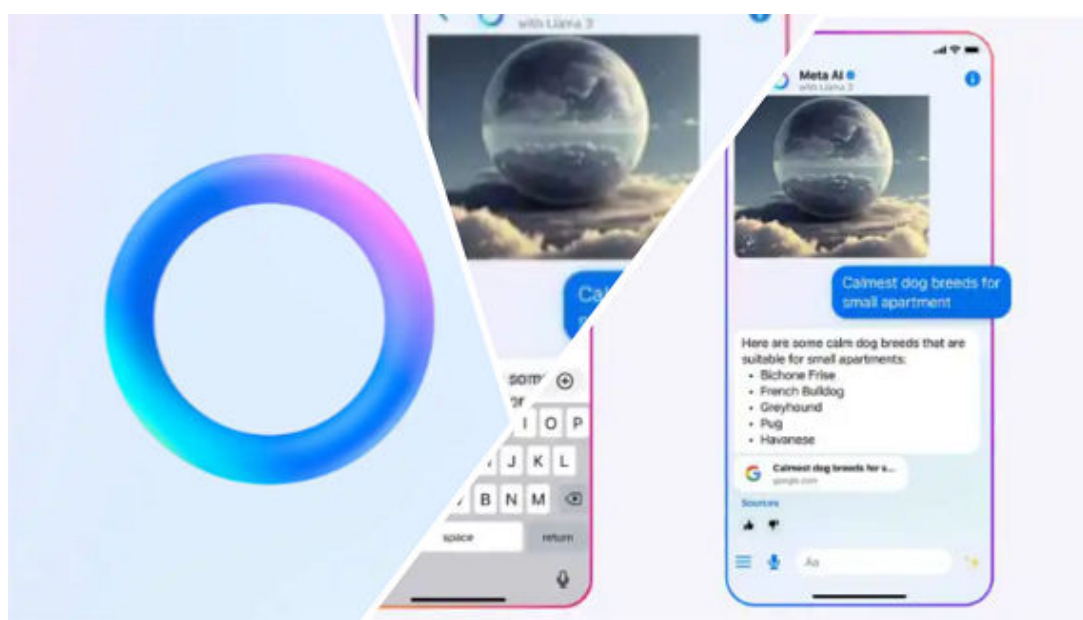 with Llama 3
Cal
som
or
I O P
J K L
B N M
space return
Meta AI
with Llama 3
Calmest dog breeds for
small apartment
Here are some calm dog breeds that are
suitable for small apartments:
• Bichone Frise
• French Bulldog
• Greyhound
• Pug
• Havanese
G Calmest dog breeds for s...
google.com
Sources
Aa